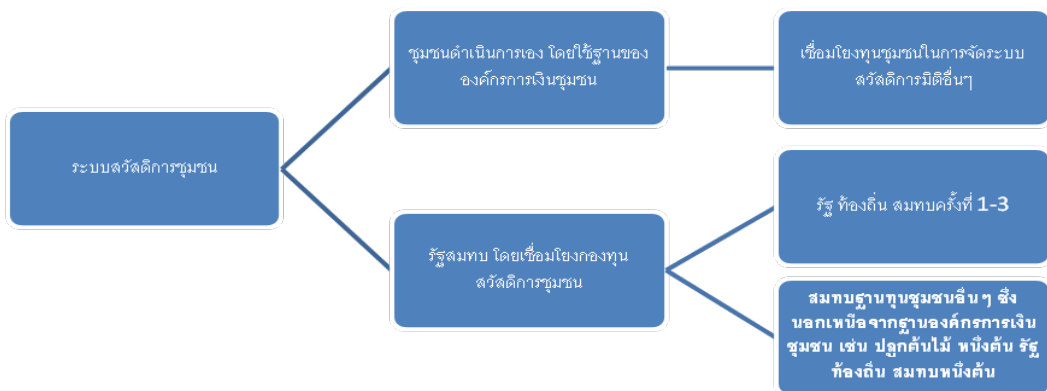 ระบบสวัสดิการชุมชน
ชุมชนดำเนินการเอง โดยใช้ฐานของ
องค์กรการเงินชุมชน
เชื่อมโยงทุนชุมชนในการจัดระบบ
สวัสดิการมิติอื่นๆ
รัฐสมทบ โดยเชื่อมโยงกองทุน
สวัสดิการชุมชน
รัฐ ท้องถิ่น สมทบครั้งที่ 1-3
สมทบฐานทุนชุมชนอื่นๆ ซึ่ง
นอกเหนือจากฐานองค์กรการเงิน
ชุมชน เช่น ปลูกต้นไม้ หนึ่งต้น รัฐ
ท้องถิ่น สมทบหนึ่งต้น